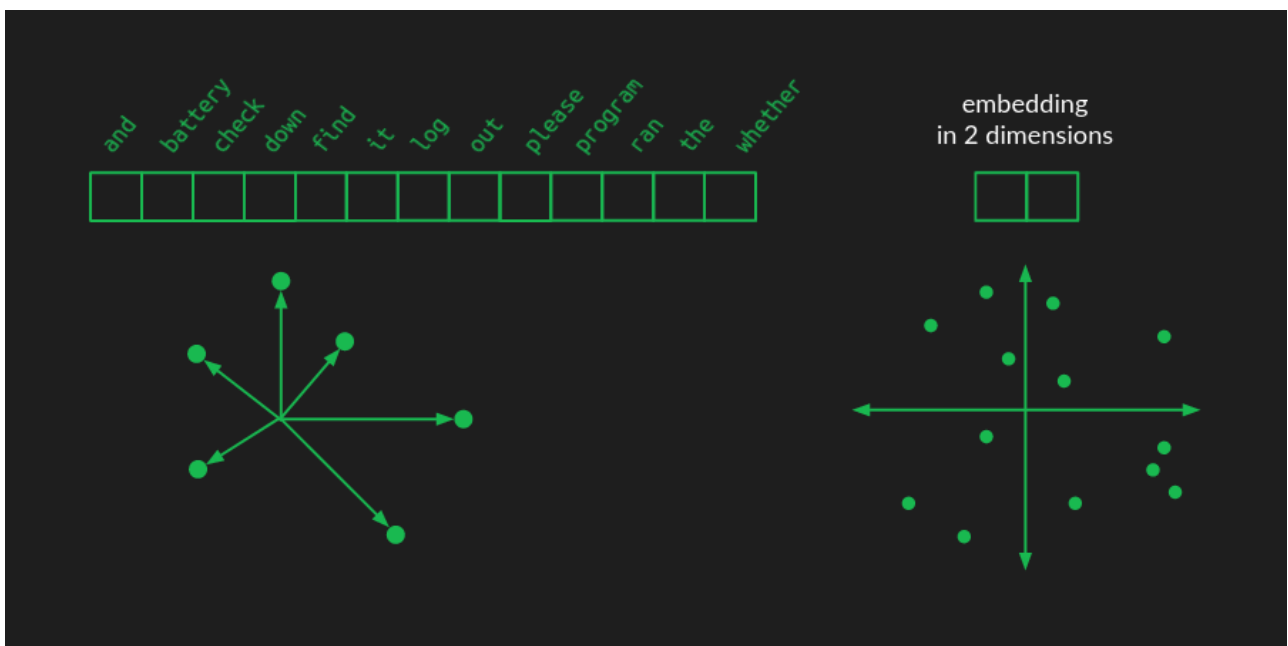 and battery check down find it log out please program ran the whether
embedding
in 2 dimensions